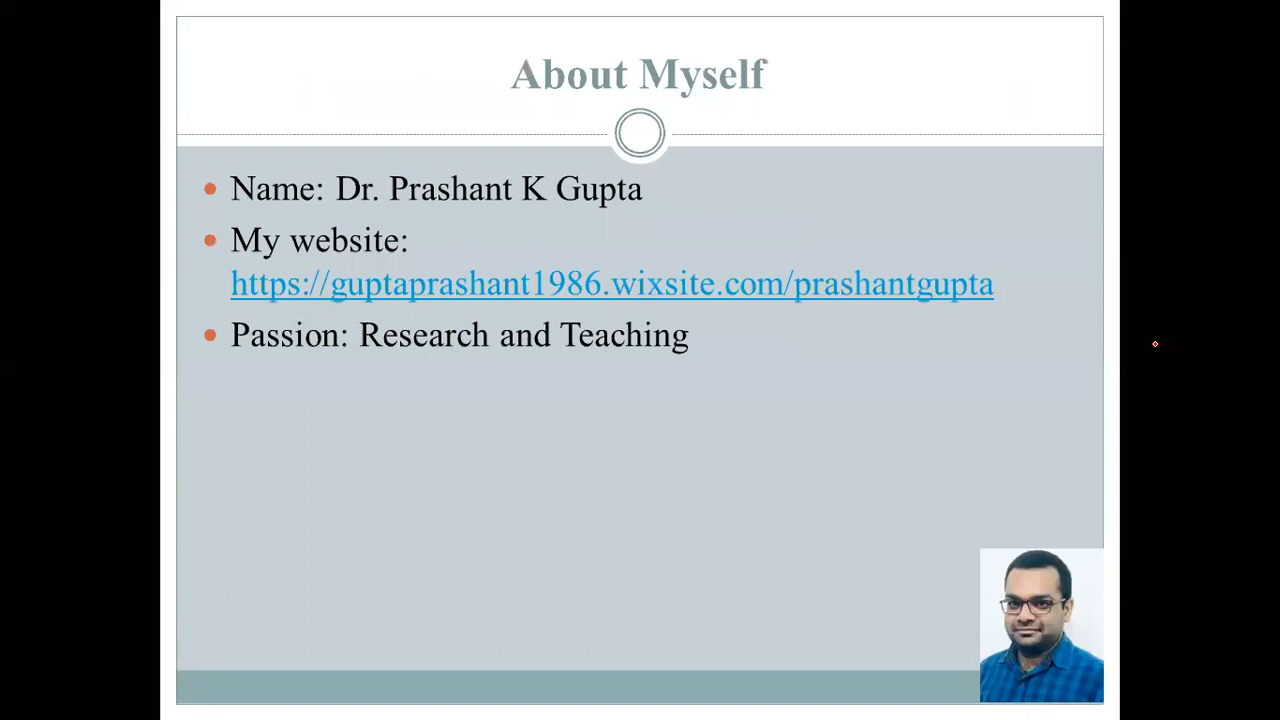 About Myself
Name: Dr. Prashant K Gupta
My website:
https://guptaprashant1986.wixsite.com/prashantgupta
Passion: Research and Teaching